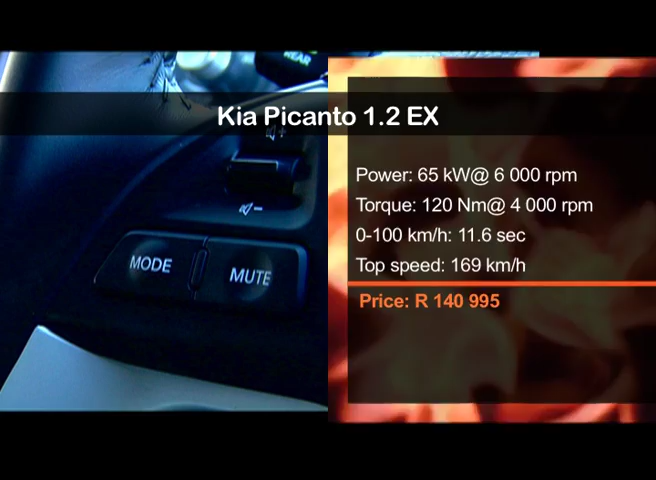 REAR
Kia Picanto 1.2 EX
Power: 65 kW@ 6 000 rpm
Torque: 120 Nm@ 4 000 rpm
0-100 km/h: 11.6 sec
Top speed: 169 km/h
Price: R 140 995
MODE
MUTE